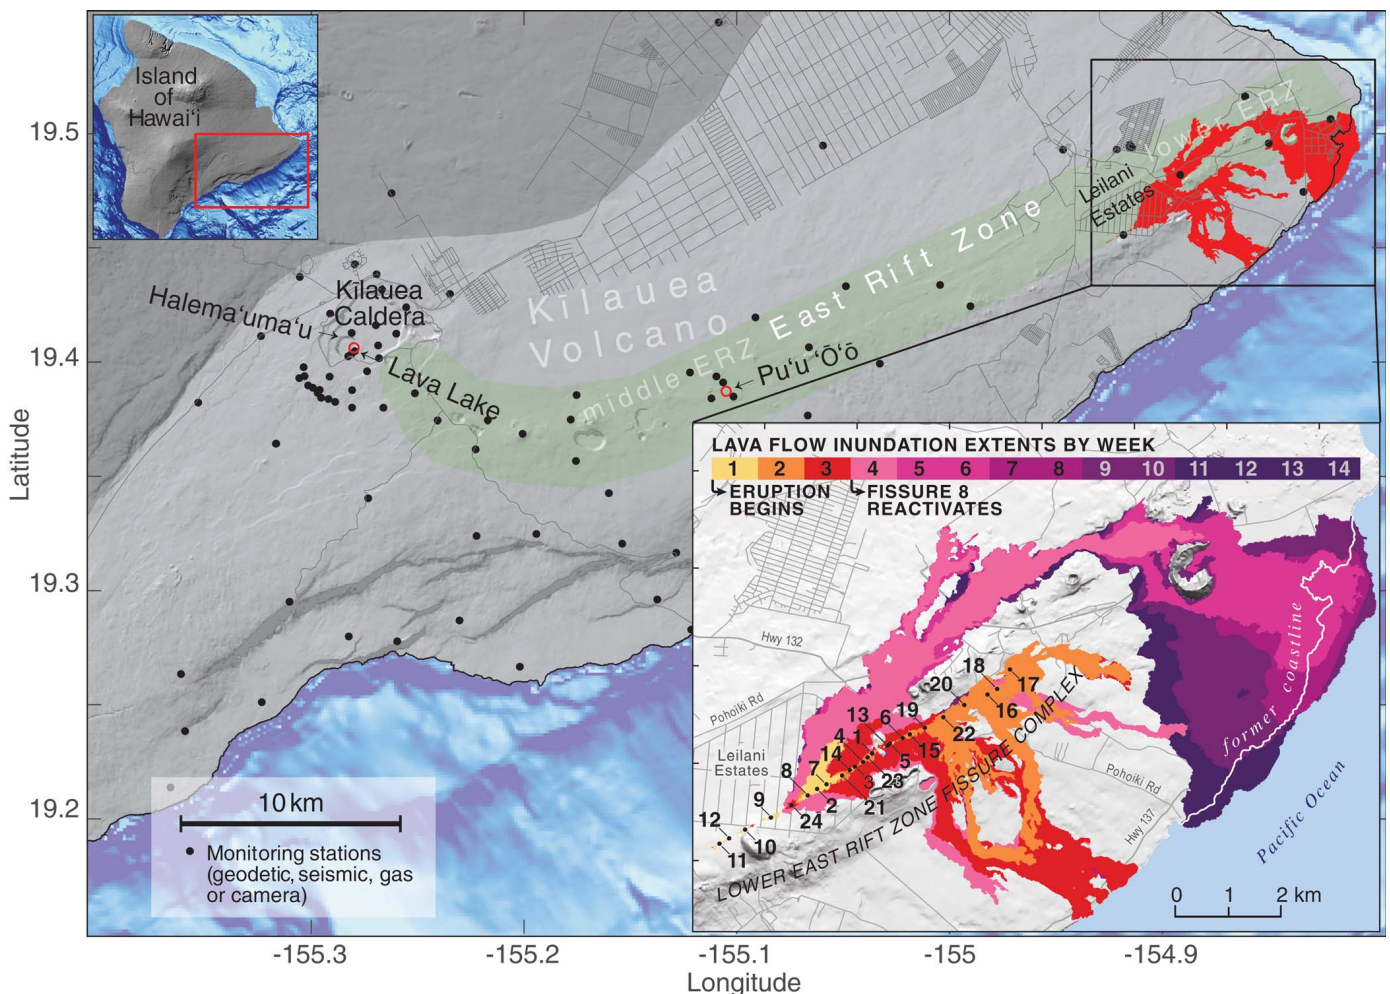 Island
of
Hawai‘i
19.5
19.4
19.3
19.2
Latitude
Halema‘uma‘u
Kīlauea
Caldera
Lava Lake
Kīlauea
Volcano
middle ERZ
East Rift Zone
lower ERZ
Pu‘u ‘Ō‘ō
Leilani
Estates
10 km
Monitoring stations
(geodetic, seismic, gas
or camera)
-155.3
-155.2
-155.1
-155
-154.9
Longitude
LAVA FLOW INUNDATION EXTENTS BY WEEK
1 2 3 4 5 6 7 8 9 10 11 12 13 14
ERUPTION
BEGINS
FISSURE 8
REACTIVATES
Hwy 132
Pohoiki Rd
Leilani
Estates
18
20
17
16
13 6 19
22
4 1
14
15
5
8 7
3 23
21
2
24
9
12
10
11
LOWER EAST RIFT ZONE FISSURE COMPLEX
Pohoiki Rd
Hwy 137
former coastline
Pacific Ocean
0 1 2 km